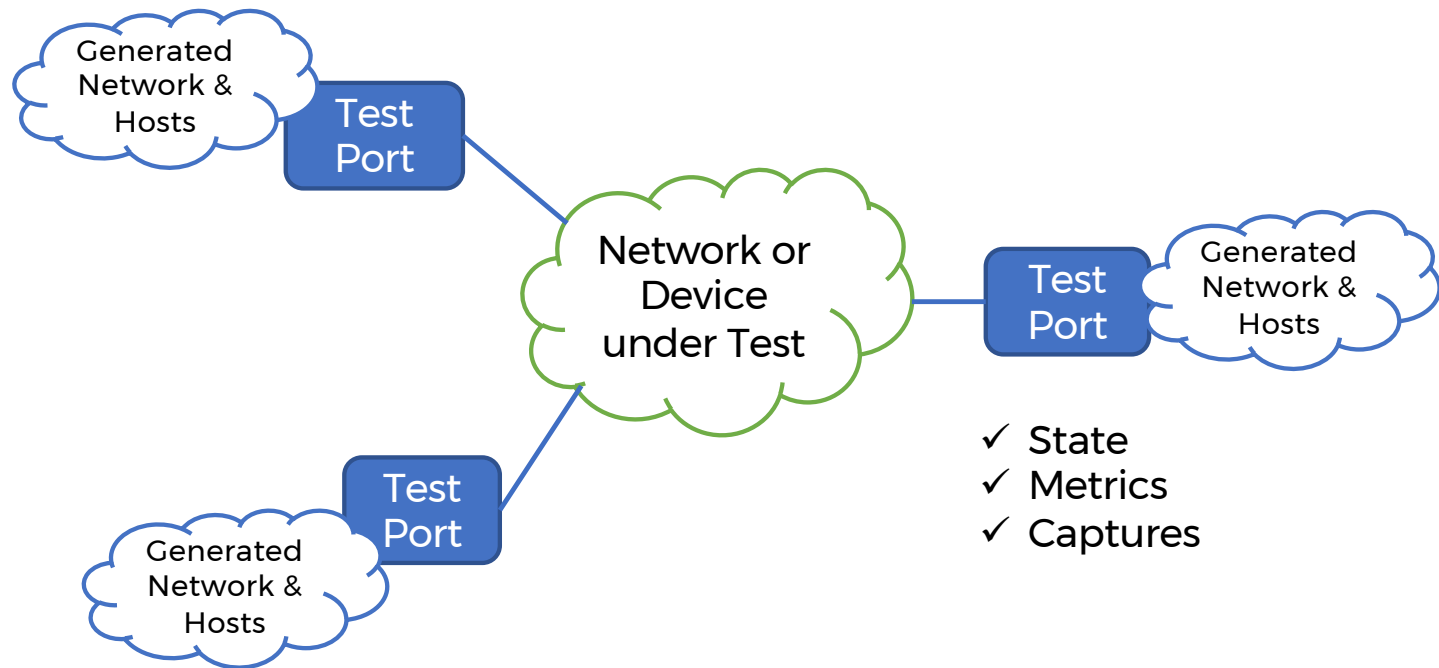 Generated
Network &
Hosts
Test
Port
Network or
Device
under Test
Test
Port
Generated
Network &
Hosts
Test
Port
Generated
Network &
Hosts
✓ State
✓ Metrics
✓ Captures